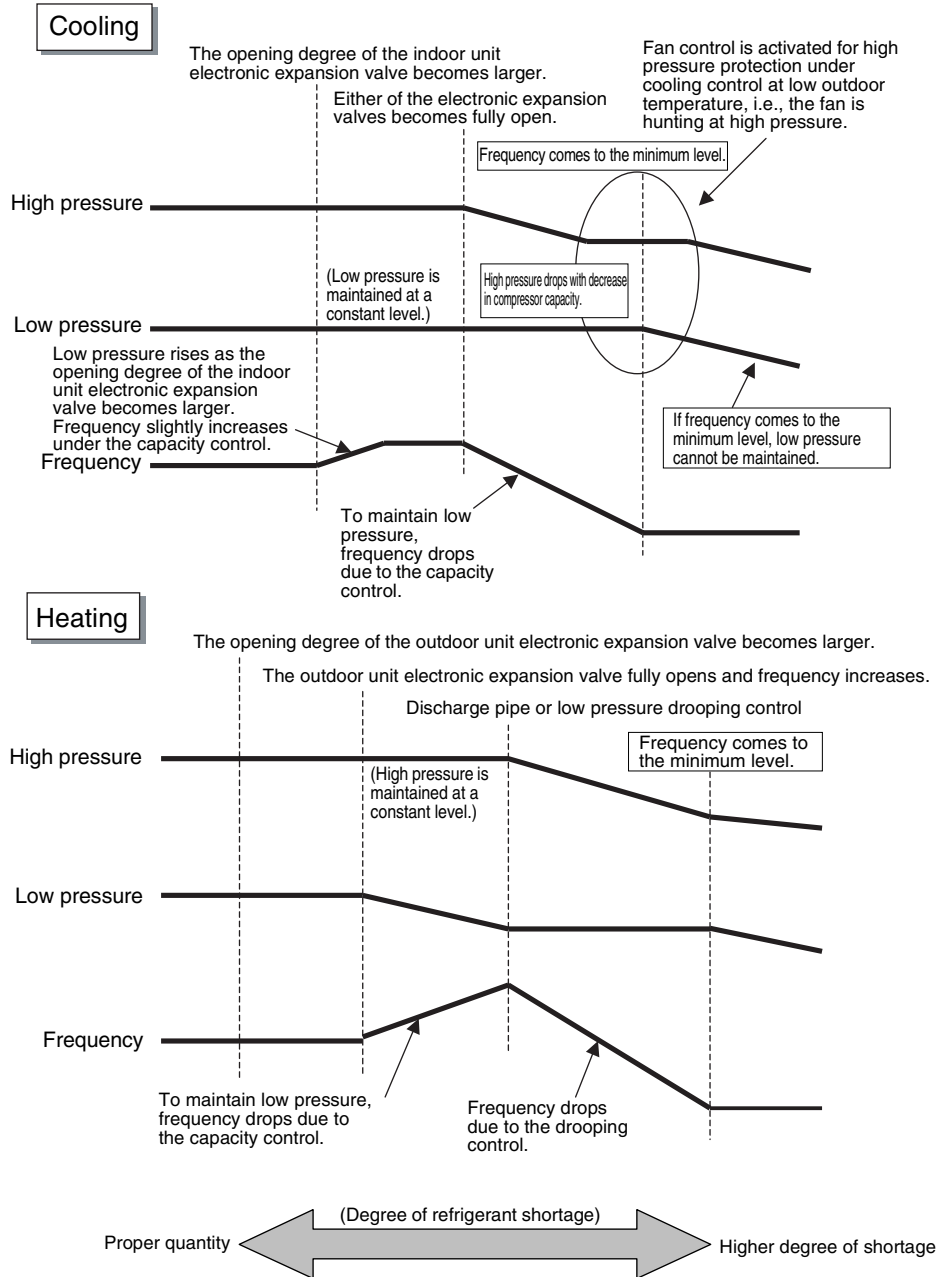 Cooling
The opening degree of the indoor unit
electronic expansion valve becomes larger.
Either of the electronic expansion
valves becomes fully open.
Fan control is activated for high
pressure protection under
cooling control at low outdoor
temperature, i.e., the fan is
hunting at high pressure.
Frequency comes to the minimum level.
High pressure
(Low pressure is
maintained at a
constant level.)
High pressure drops with decrease
in compressor capacity.
Low pressure
Low pressure rises as the
opening degree of the indoor
unit electronic expansion
valve becomes larger.
Frequency slightly increases
under the capacity control.
If frequency comes to the
minimum level, low pressure
cannot be maintained.
Frequency
To maintain low
pressure,
frequency drops
due to the capacity
control.
Heating
The opening degree of the outdoor unit electronic expansion valve becomes larger.
The outdoor unit electronic expansion valve fully opens and frequency increases.
Discharge pipe or low pressure drooping control
High pressure
(High pressure is
maintained at a
constant level.)
Frequency comes to
the minimum level.
Low pressure
Frequency
To maintain low pressure,
frequency drops due to
the capacity control.
Frequency drops
due to the drooping
control.
(Degree of refrigerant shortage)
Proper quantity
Higher degree of shortage